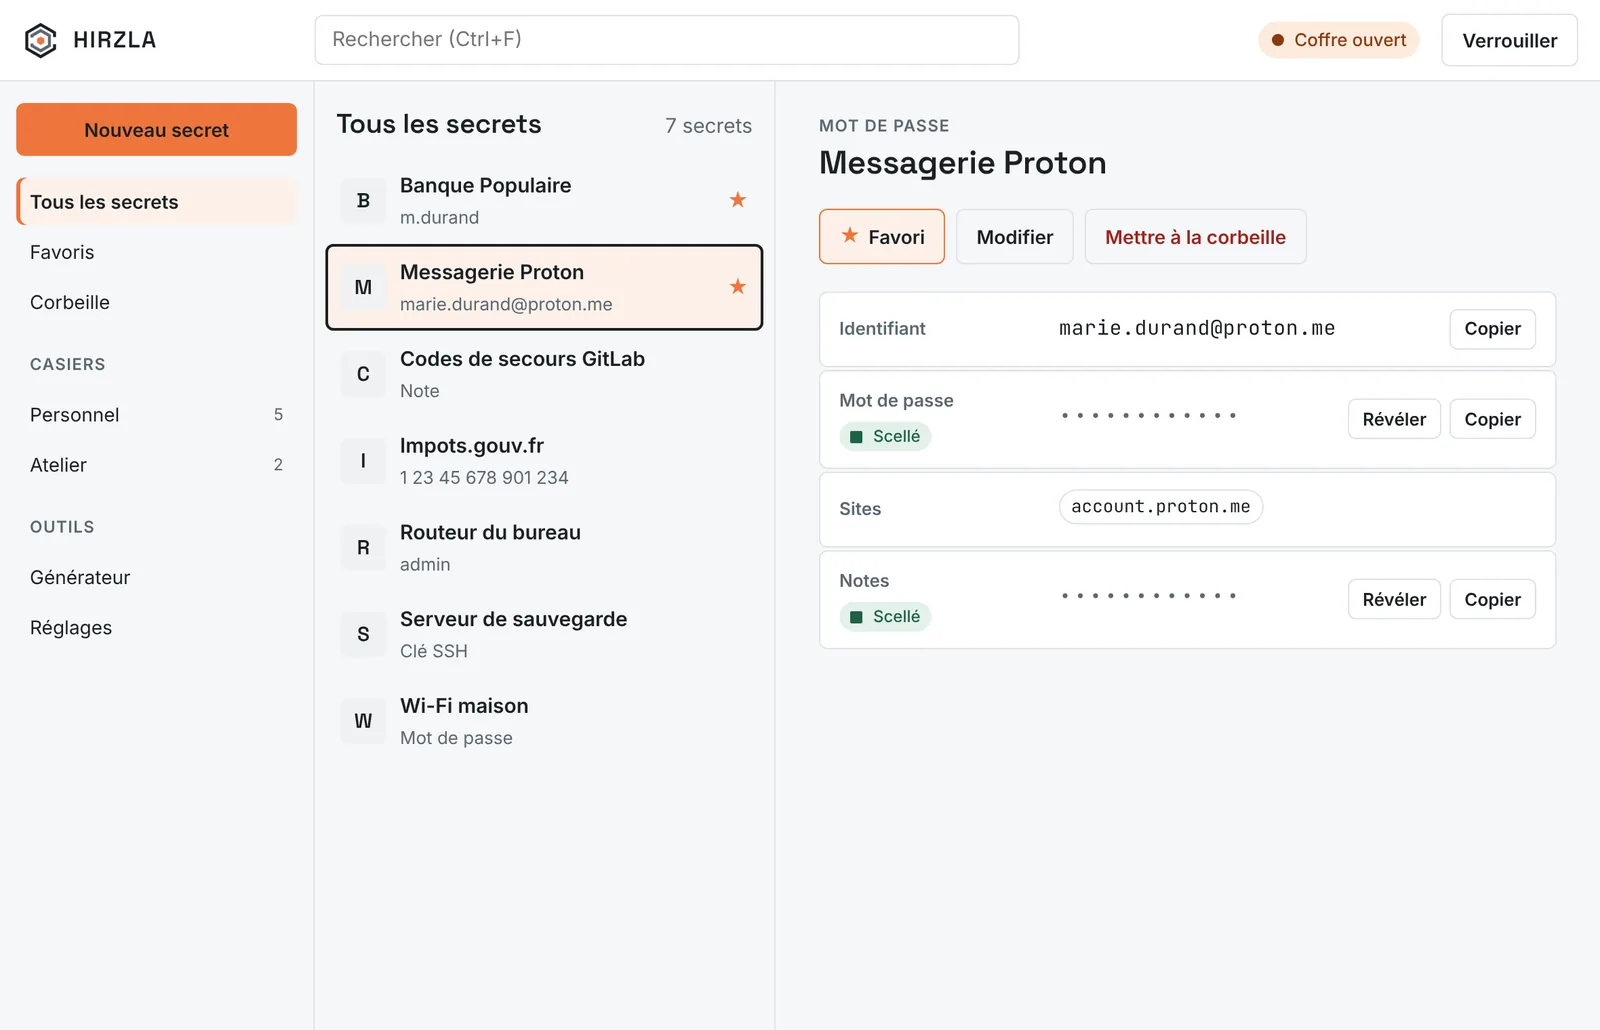 HIRZLA
Rechercher (Ctrl+F)
Coffre ouvert
Verrouiller
Nouveau secret
Tous les secrets
Favoris
Corbeille
CASIERS
Personnel 5
Atelier 2
OUTILS
Générateur
Réglages
Tous les secrets 7 secrets
B
Banque Populaire
m.durand
M
Messagerie Proton
marie.durand@proton.me
C
Codes de secours GitLab
Note
I
Impots.gouv.fr
1 23 45 678 901 234
R
Routeur du bureau
admin
S
Serveur de sauvegarde
Clé SSH
W
Wi-Fi maison
Mot de passe
MOT DE PASSE
Messagerie Proton
★ Favori
Modifier
Mettre à la corbeille
Identifiant marie.durand@proton.me Copier
Mot de passe
Scellé
•••••••••••• Révéler Copier
Sites account.proton.me
Notes
Scellé
•••••••••••• Révéler Copier